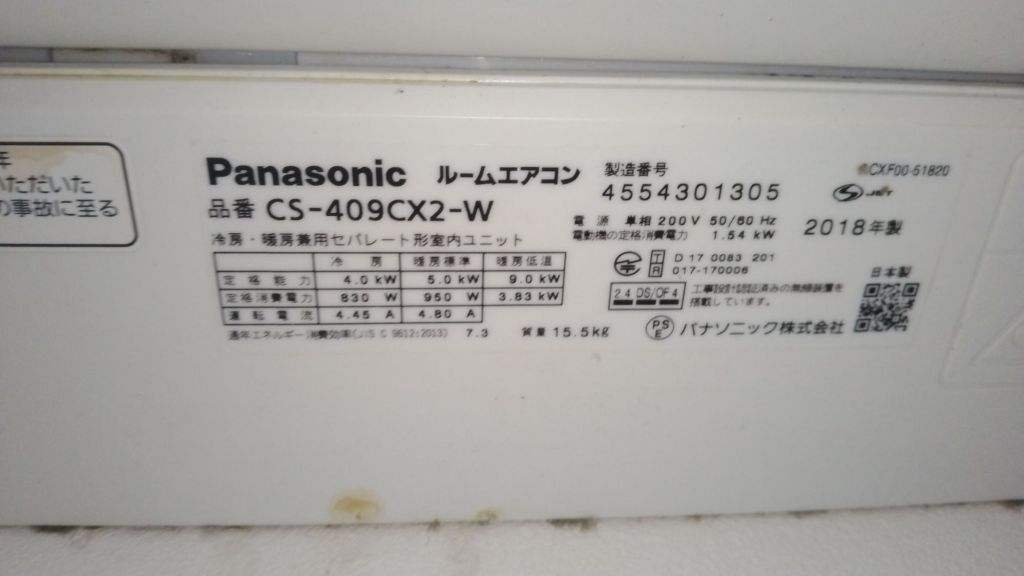 年
いただいた
の事故に至る
Panasonic ルームエアコン
品番 CS-409CX2-W
冷房・暖房兼用セパレート形室内ユニット
冷 房 暖房標準 暖房低温
定格能力 4.0 kW 5.0 kW 9.0 kW
定格消費電力 830 W 950 W 3.83 kW
運転電流 4.45 A 4.80 A
通年エネルギー消費効率(JIS C 9612:2013) 7.3 質量 15.5kg
製造番号
4554301305
CXF00-51820
JET
電源 単相 200V 50/60 Hz
電動機の定格消費電力 1.54 kW
2018年製
T D 17 0083 201
R 017-170006
日本製
2.4 DS/OF4
工事設計認証済みの無線装置を
搭載しています。
PSE パナソニック株式会社